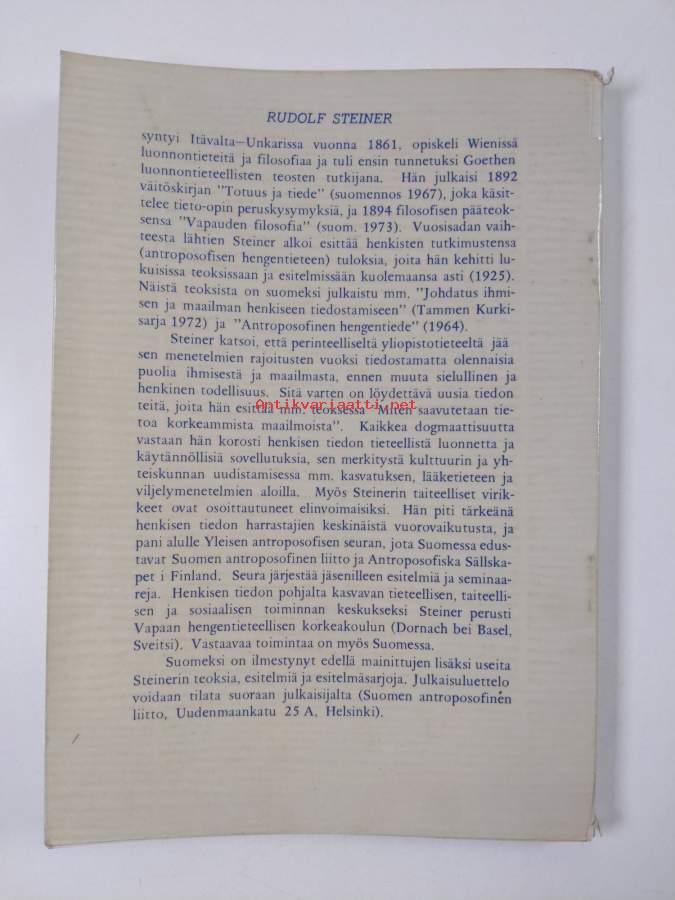 RUDOLF STEINER
syntyi Itävalta—Unkarissa vuonna 1861, opiskeli Wienissä
luonnontieteitä ja filosofiaa ja tuli ensin tunnetuksi Goethen
luonnontieteellisten teosten tutkijana. Hän julkaisi 1892
väitöskirjan "Totuus ja tiede" (suomennos 1967), joka käsit-
telee tieto-opin peruskysymyksiä, ja 1894 filosofisen pääteok-
sensa "Vapauden filosofia" (suom. 1973). Vuosisadan vaih-
teesta lähtien Steiner alkoi esittää henkisten tutkimustensa
(antroposofisen hengentieteen) tuloksia, joita hän kehitti lu-
kuisissa teoksissaan ja esitelmissään kuolemaansa asti (1925).
Näistä teoksista on suomeksi julkaistu mm. "Johdatus ihmi-
sen ja maailman henkiseen tiedostamiseen" (Tammen Kurki-
sarja 1972) ja "Antroposofinen hengentiede" (1964).
Steiner katsoi, että perinteelliseltä yliopistotieteeltä jää
sen menetelmien rajoitusten vuoksi tiedostamatta olennaisia
puolia ihmisestä ja maailmasta, ennen muuta sielullinen ja
henkinen todellisuus. Sitä varten on löydettävä uusia tiedon
Antikvariaatti.net
teitä, joita hän esittää mm. teoksessa "Miten saavutetaan tie-
toa korkeammista maailmoista". Kaikkea dogmaattisuutta
vastaan hän korosti henkisen tiedon tieteellistä luonnetta ja
käytännöllisiä sovellutuksia, sen merkitystä kulttuurin ja yh-
teiskunnan uudistamisessa mm. kasvatuksen, lääketieteen ja
viljelymenetelmien aloilla. Myös Steinerin taiteelliset virik-
keet ovat osoittautuneet elinvoimaisiksi. Hän piti tärkeänä
henkisen tiedon harrastajien keskinäistä vuorovaikutusta, ja
pani alulle Yleisen antroposofisen seuran, jota Suomessa edus-
tavat Suomen antroposofinen liitto ja Antroposofiska Sällska-
pet i Finland. Seura järjestää jäsenilleen esitelmiä ja seminaa-
reja. Henkisen tiedon pohjalta kasvavan tieteellisen, taiteelli-
sen ja sosiaalisen toiminnan keskukseksi Steiner perusti
Vapaan hengentieteellisen korkeakoulun (Dornach bei Basel,
Sveitsi). Vastaavaa toimintaa on myös Suomessa.
Suomeksi on ilmestynyt edellä mainittujen lisäksi useita
Steinerin teoksia, esitelmiä ja esitelmäsarjoja. Julkaisuluettelo
voidaan tilata suoraan julkaisijalta (Suomen antroposofinen
liitto, Uudenmaankatu 25 A, Helsinki).